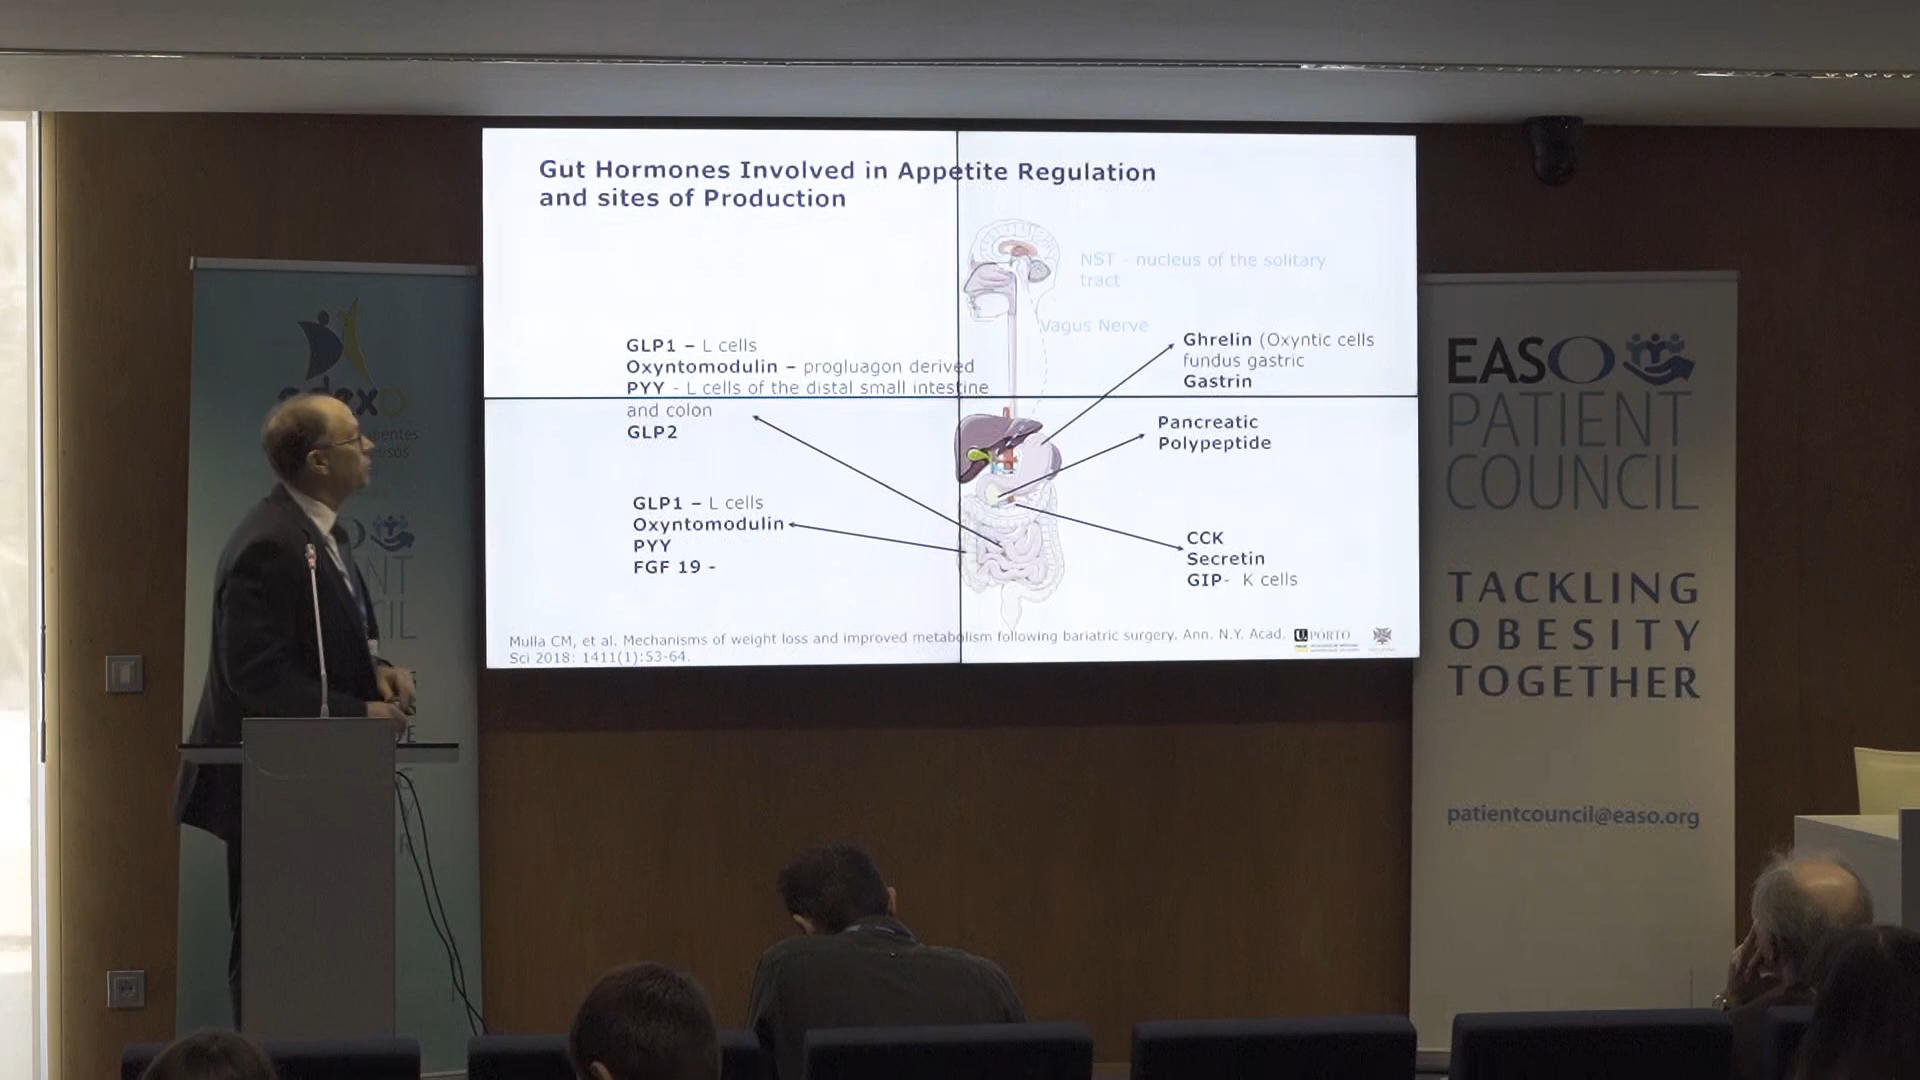 Gut Hormones Involved in Appetite Regulation
and sites of Production
NST - nucleus of the solitary
tract
Vagus Nerve
GLP1 – L cells
Oxyntomodulin – progluagon derived
PYY - L cells of the distal small intestine
and colon
GLP2
Ghrelin (Oxyntic cells
fundus gastric
Gastrin
Pancreatic
Polypeptide
GLP1 – L cells
Oxyntomodulin
PYY
FGF 19 -
CCK
Secretin
GIP- K cells
Mulla CM, et al. Mechanisms of weight loss and improved metabolism following bariatric surgery. Ann. N.Y. Acad.
Sci 2018: 1411(1):53-64.
U.PORTO
EASO
PATIENT
COUNCIL
TACKLING
OBESITY
TOGETHER
patientcouncil@easo.org